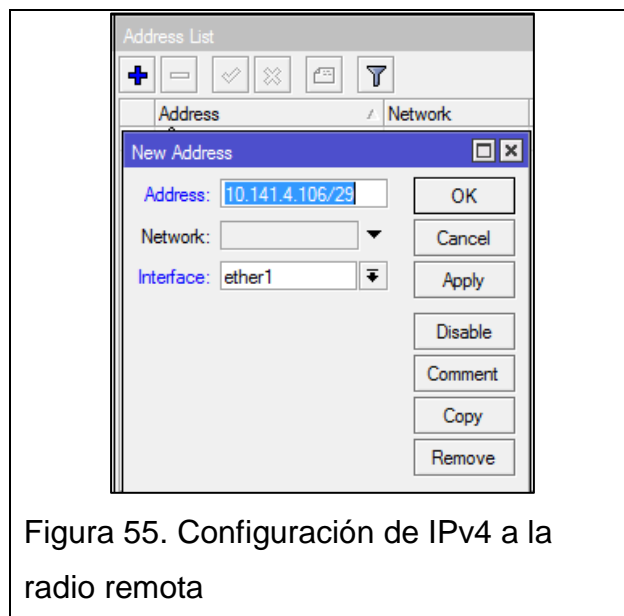 Address List
Address Network
New Address
Address: 10.141.4.106/29 OK
Network: Cancel
Interface: ether1 Apply
Disable
Comment
Copy
Remove
Figura 55. Configuración de IPv4 a la
radio remota